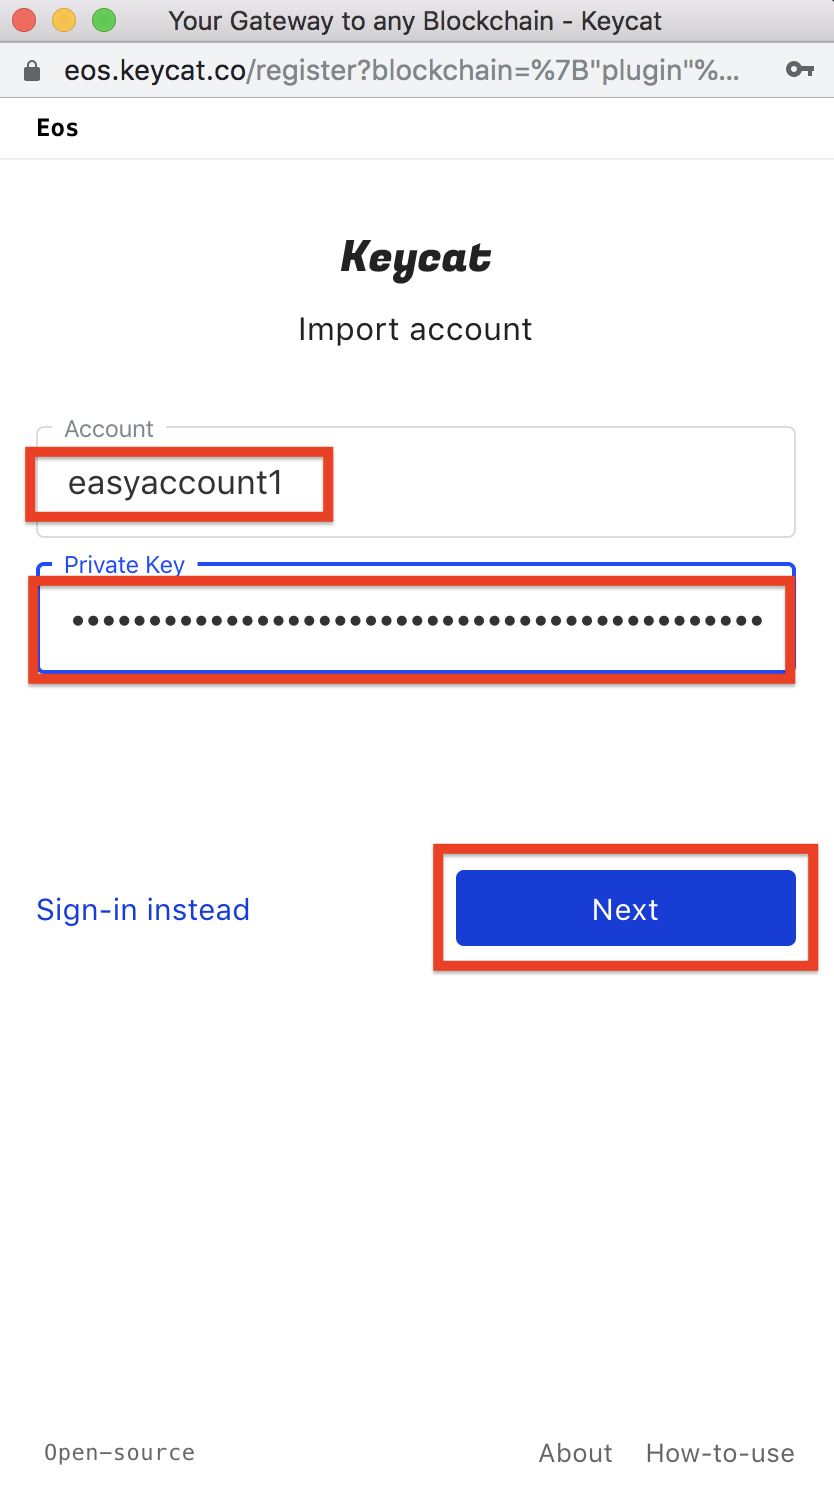 Your Gateway to any Blockchain - Keycat
eos.keycat.co/register?blockchain=%7B"plugin"%...
Eos
Keycat
Import account
Account
easyaccount1
Private Key
•••••••••••••••••••••••••••••••••••••••••••••
Sign-in instead
Next
Open-source
About How-to-use